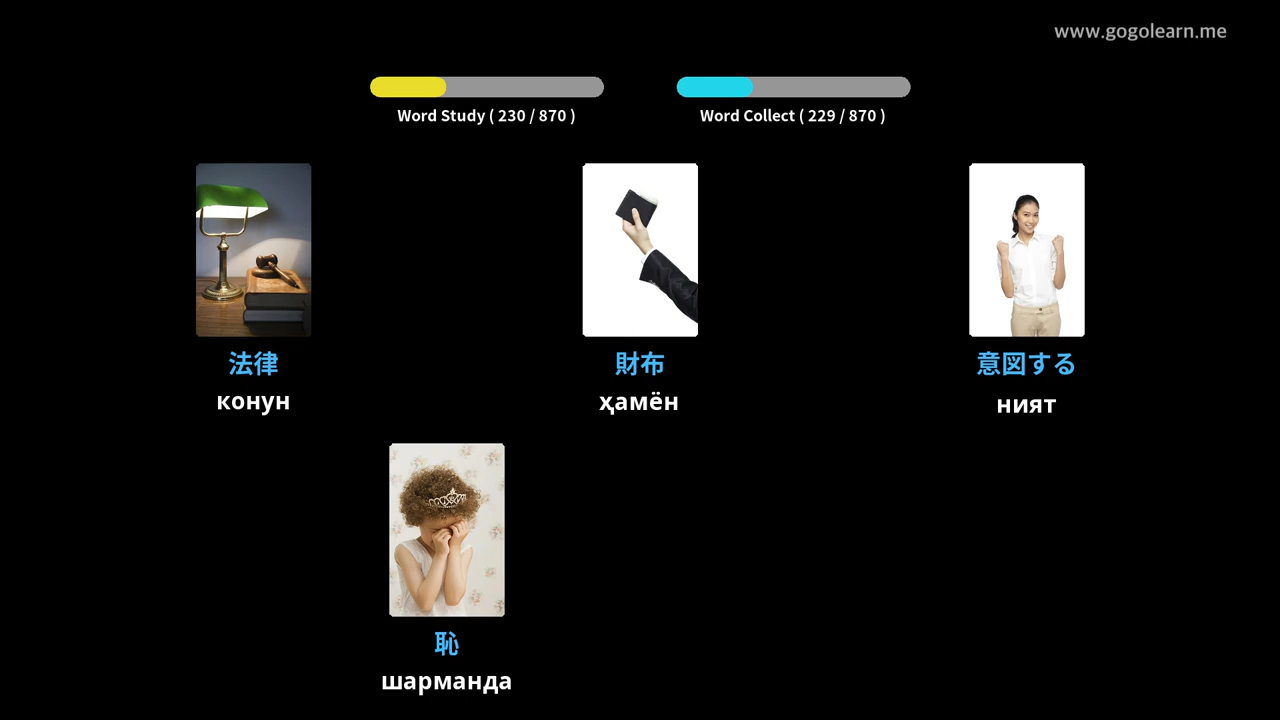 www.gogolearn.me
Word Study ( 230 / 870 )
Word Collect ( 229 / 870 )
法律
конун
財布
ҳамён
意図する
ният
恥
шарманда